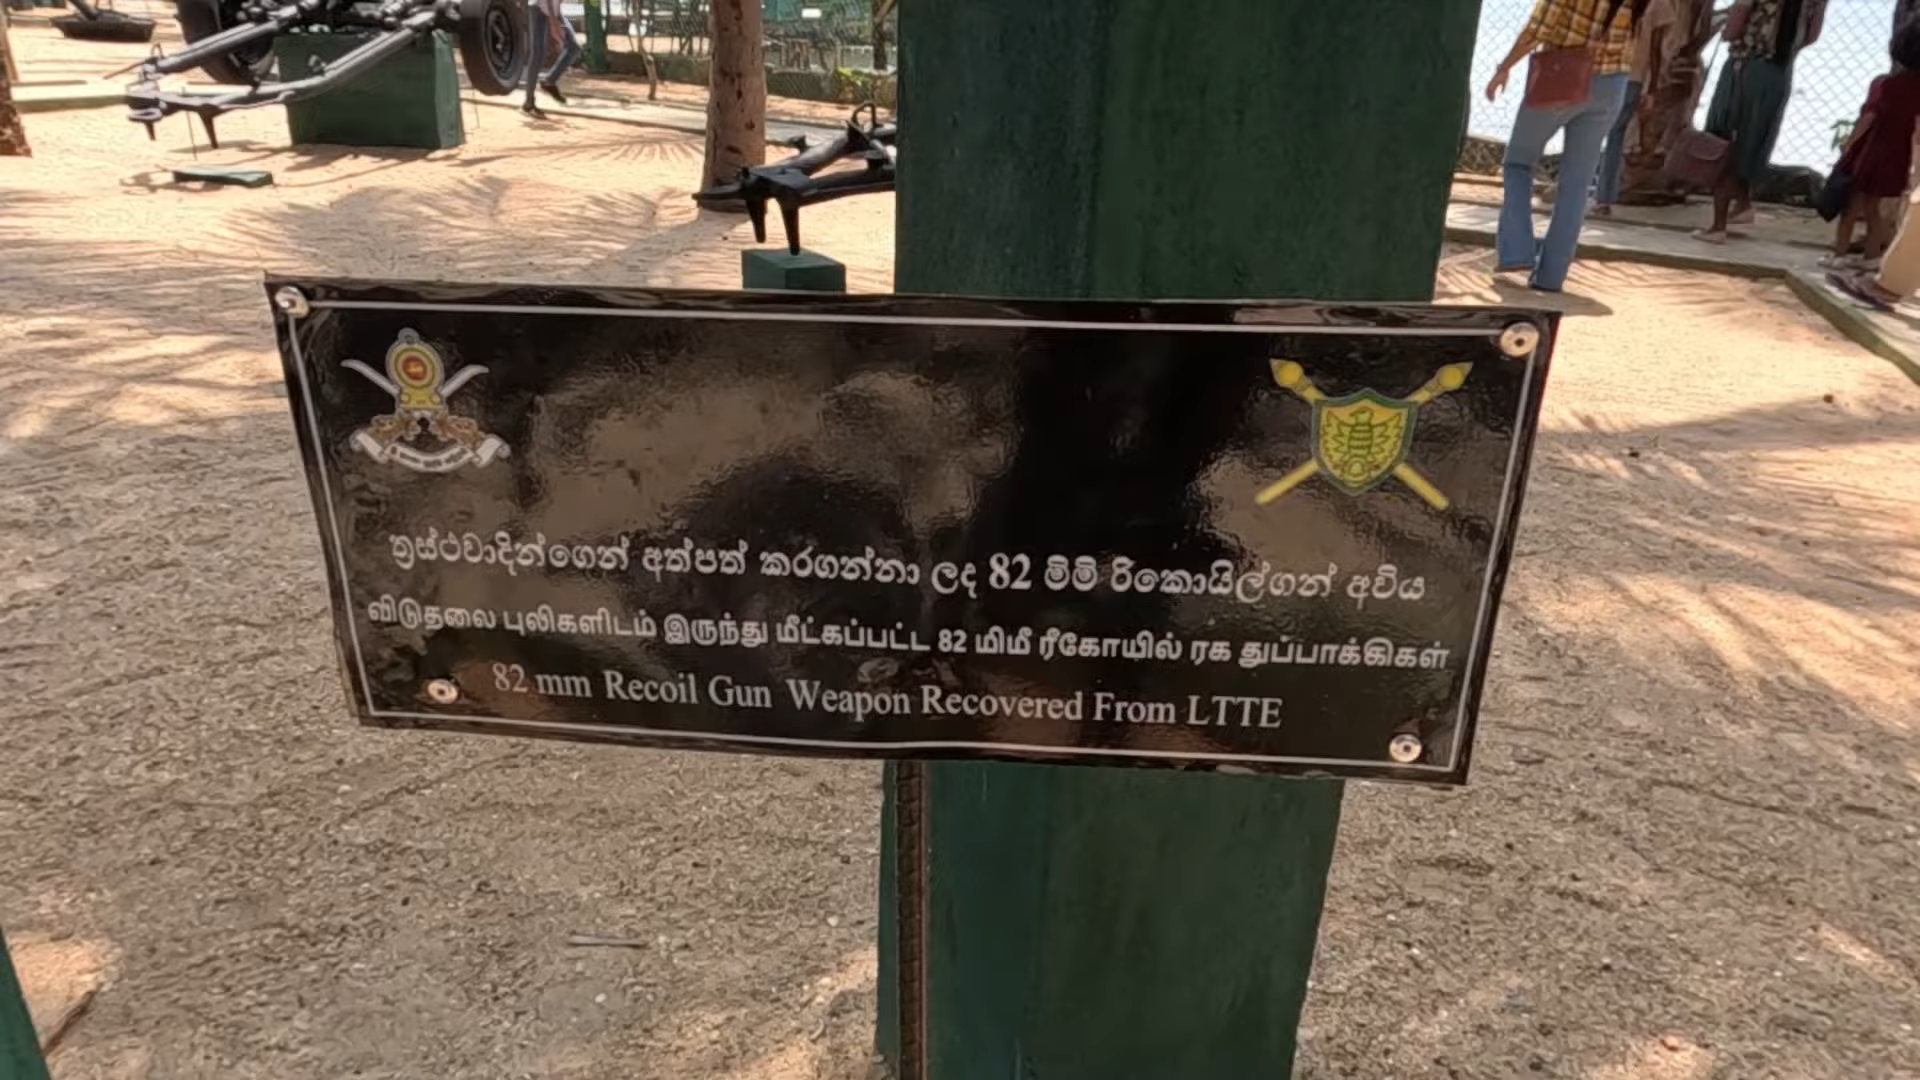 ත්‍රස්ථවාදින්ගෙන් අත්පත් කරගන්නා ලද 82 මිමි රිකොයිල්ගන් අවිය
விடுதலை புலிகளிடம் இருந்து மீட்கப்பட்ட 82 மிமீ ரீகோயில் ரக துப்பாக்கிகள்
82 mm Recoil Gun Weapon Recovered From LTTE